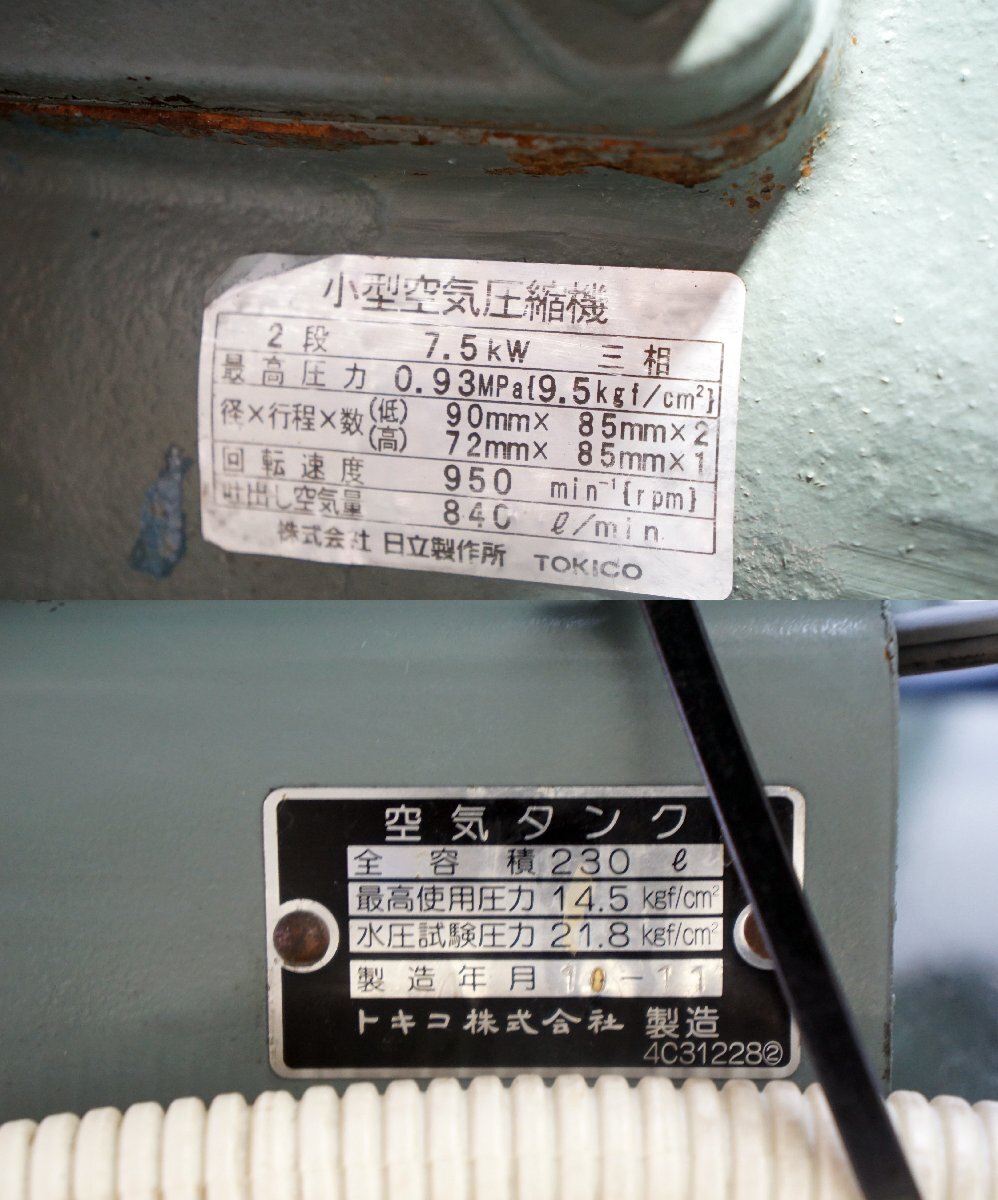 小型空気圧縮機
2段 7.5kW 三相
最高圧力 0.93MPa{9.5kgf/cm²}
径×行程×数 (低) 90mm× 85mm×2
(高) 72mm× 85mm×1
回転速度 950 min⁻¹{rpm}
吐出し空気量 840 ℓ/min
株式会社 日立製作所 TOKICO
空気タンク
全容積 230 ℓ
最高使用圧力 14.5 kgf/cm²
水圧試験圧力 21.8 kgf/cm²
製造年月 10-11
トキコ株式会社 製造
4C31228②